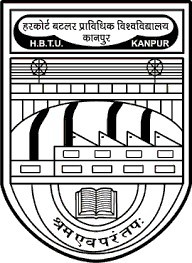 हरकोर्ट बटलर प्राविधिक विश्वविद्यालय
कानपुर
H.B.T.U. KANPUR
श्रम एव परं तपः